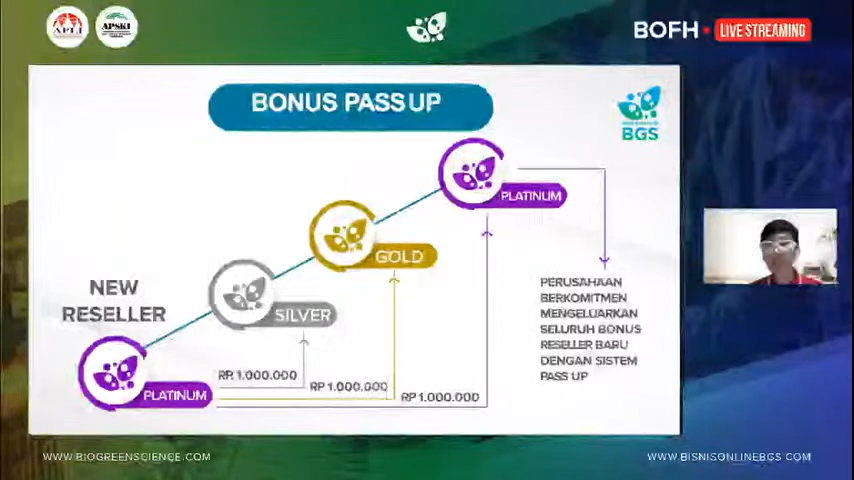 APLI
APSKI
BOFH • LIVE STREAMING
BONUS PASS UP
BGS
PLATINUM
GOLD
NEW
RESELLER
SILVER
PERUSAHAAN
BERKOMITMEN
MENGELUARKAN
SELURUH BONUS
RESELLER BARU
DENGAN SISTEM
PASS UP
RP.1.000.000
RP 1.000.000
RP 1.000.000
PLATINUM
WWW.BIOGREENSCIENCE.COM
WWW.BISNISONLINEBGS.COM